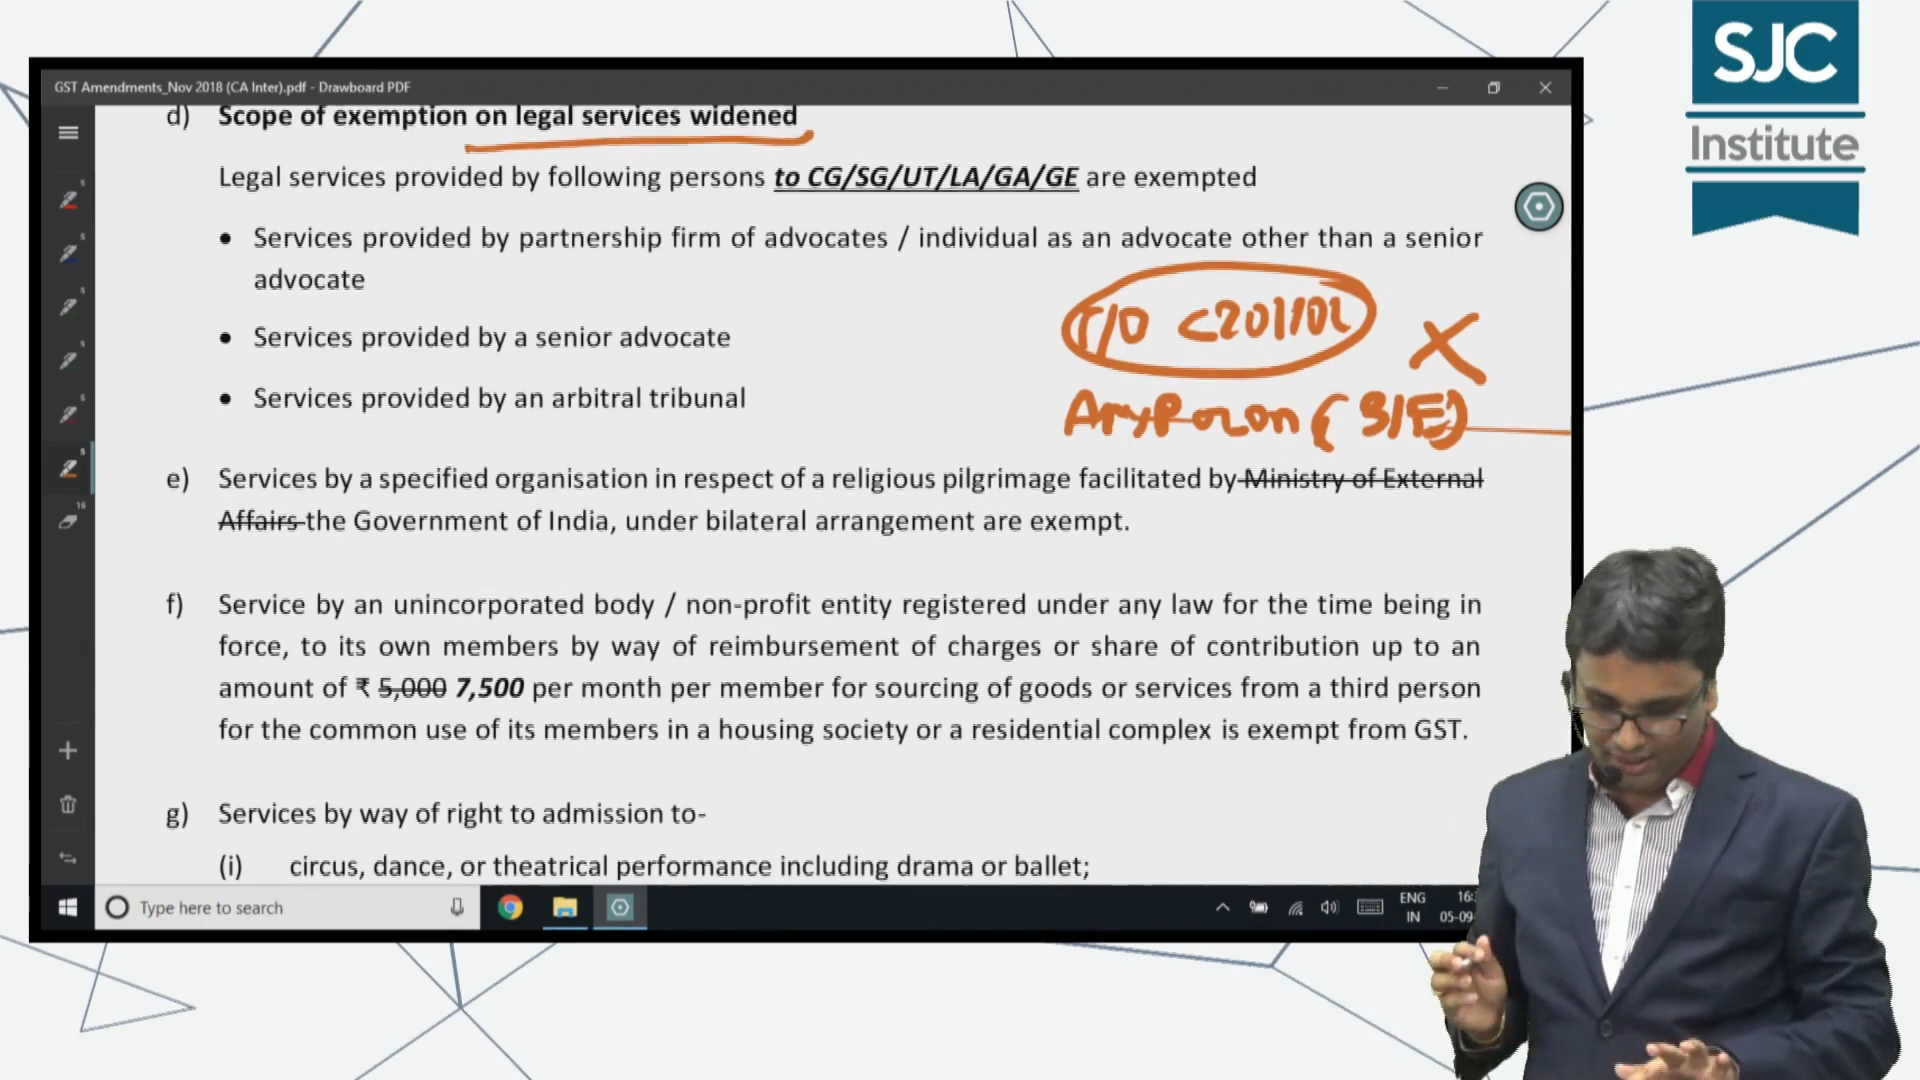 SJC
Institute
GST Amendments_Nov 2018 (CA Inter).pdf - Drawboard PDF
d) Scope of exemption on legal services widened
Legal services provided by following persons to CG/SG/UT/LA/GA/GE are exempted
• Services provided by partnership firm of advocates / individual as an advocate other than a senior
advocate
T/O <20l/10L
• Services provided by a senior advocate
• Services provided by an arbitral tribunal
Any Person (B/E)
e) Services by a specified organisation in respect of a religious pilgrimage facilitated by Ministry of External
Affairs the Government of India, under bilateral arrangement are exempt.
f) Service by an unincorporated body / non-profit entity registered under any law for the time being in
force, to its own members by way of reimbursement of charges or share of contribution up to an
amount of ₹ 5,000 7,500 per month per member for sourcing of goods or services from a third person
for the common use of its members in a housing society or a residential complex is exempt from GST.
g) Services by way of right to admission to-
(i) circus, dance, or theatrical performance including drama or ballet;
Type here to search
ENG
IN
16:
05-09-